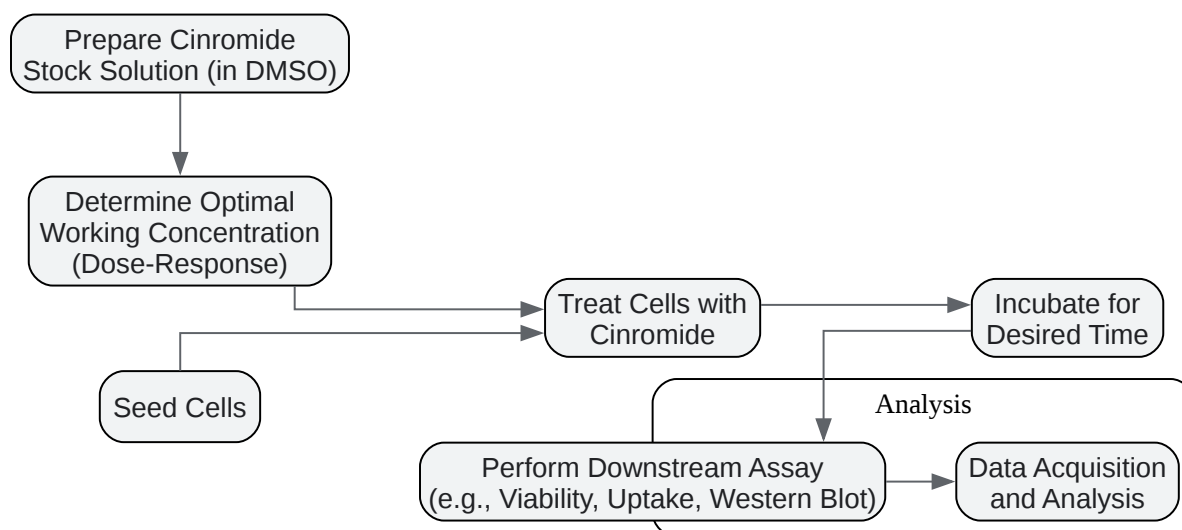 Prepare Cinromide
Stock Solution (in DMSO)
Determine Optimal
Working Concentration
(Dose-Response)
Treat Cells with
Cinromide
Incubate for
Desired Time
Seed Cells
Analysis
Perform Downstream Assay
(e.g., Viability, Uptake, Western Blot)
Data Acquisition
and Analysis